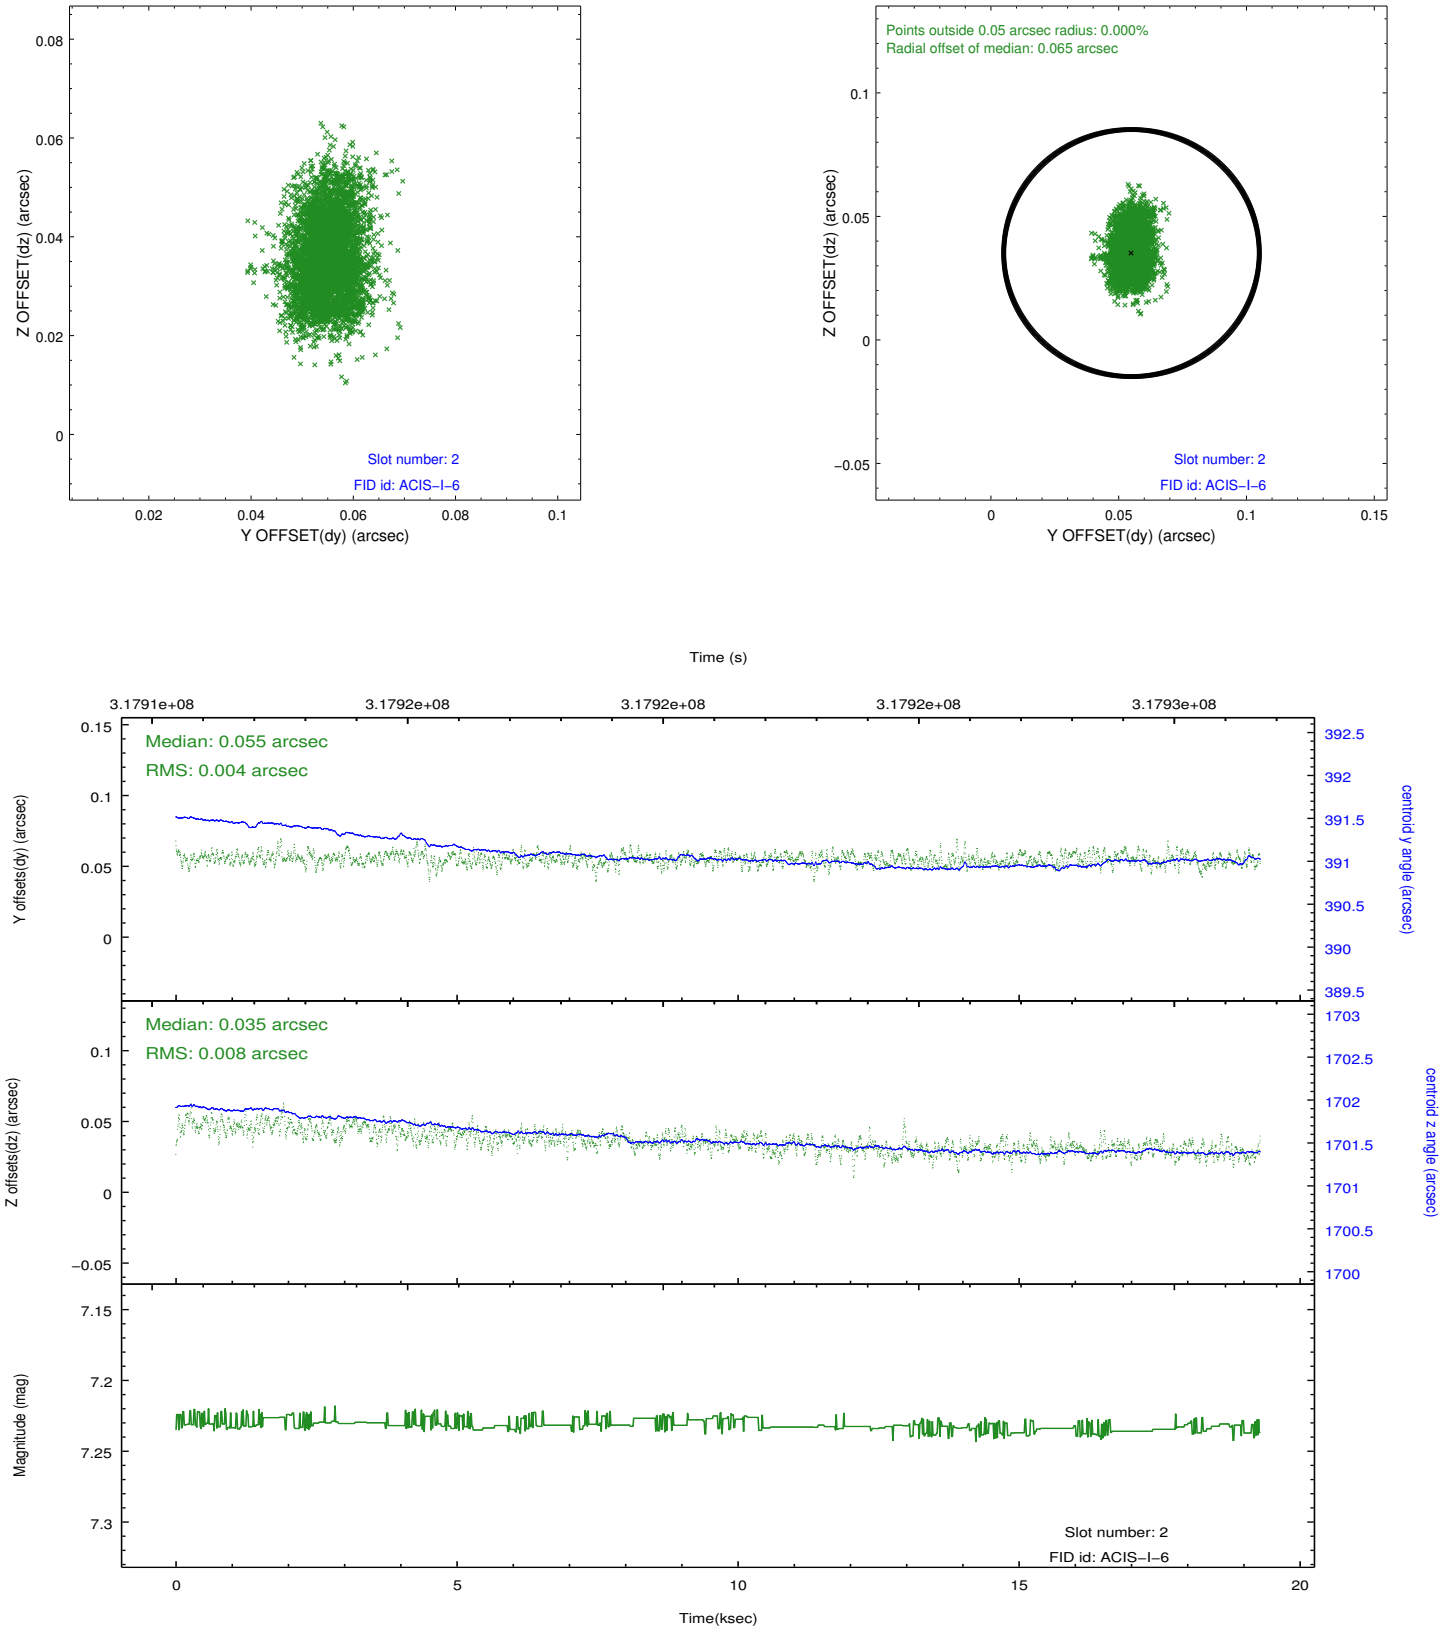 0.08
0.06
0.04
0.02
0
Z OFFSET(dz) (arcsec)
Slot number: 2
FID id: ACIS−I−6
0.02 0.04 0.06 0.08 0.1
Y OFFSET(dy) (arcsec)
Points outside 0.05 arcsec radius: 0.000%
Radial offset of median: 0.065 arcsec
0.1
0.05
0
−0.05
Z OFFSET(dz) (arcsec)
Slot number: 2
FID id: ACIS−I−6
0 0.05 0.1 0.15
Y OFFSET(dy) (arcsec)
Time (s)
3.1791e+08 3.1792e+08 3.1792e+08 3.1792e+08 3.1793e+08
Median: 0.055 arcsec
RMS: 0.004 arcsec
0.15
0.1
0.05
0
Y offsets(dy) (arcsec)
392.5
392
391.5
391
390.5
390
389.5
centroid y angle (arcsec)
Median: 0.035 arcsec
RMS: 0.008 arcsec
0.1
0.05
0
−0.05
Z offsets(dz) (arcsec)
1703
1702.5
1702
1701.5
1701
1700.5
1700
centroid z angle (arcsec)
7.15
7.2
7.25
7.3
Magnitude (mag)
Slot number: 2
FID id: ACIS−I−6
0 5 10 15 20
Time(ksec)